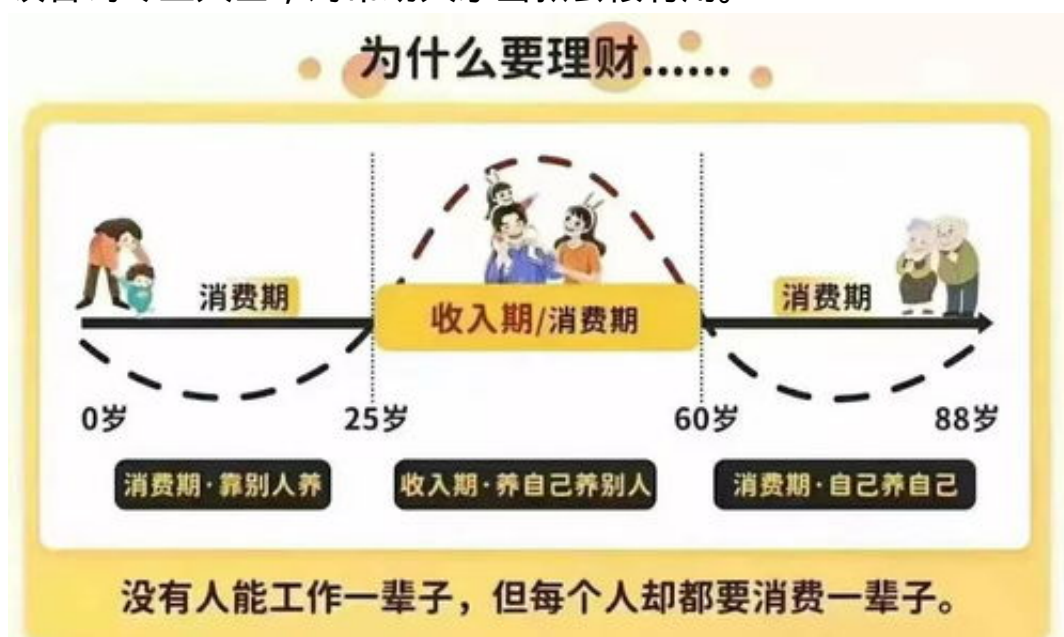 为什么要理财......
消费期
收入期/消费期
消费期
0岁
25岁
60岁
88岁
消费期·靠别人养
收入期·养自己养别人
消费期·自己养自己
没有人能工作一辈子，但每个人却都要消费一辈子。